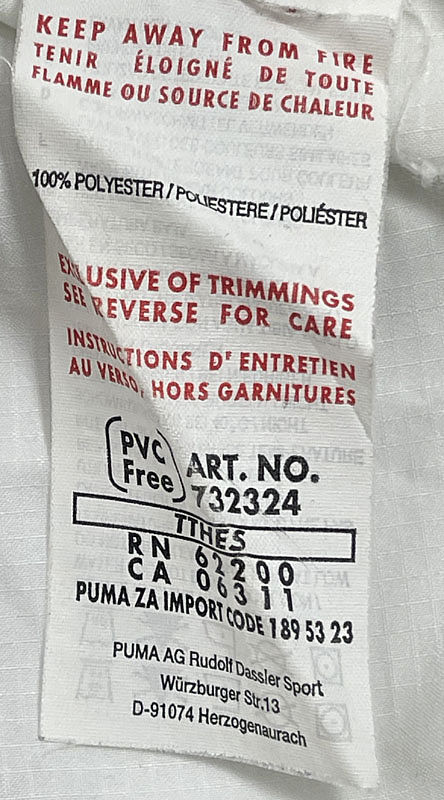 KEEP AWAY FROM FIRE
TENIR ÉLOIGNÉ DE TOUTE
FLAMME OU SOURCE DE CHALEUR
100% POLYESTER / POLIESTERE / POLIÉSTER
EXCLUSIVE OF TRIMMINGS
SEE REVERSE FOR CARE
INSTRUCTIONS D' ENTRETIEN
AU VERSO, HORS GARNITURES
PVC
Free
ART. NO.
732324
TTHES
RN 62200
CA 06311
PUMA ZA IMPORT CODE 189 53 23
PUMA AG Rudolf Dassler Sport
Würzburger Str.13
D-91074 Herzogenaurach